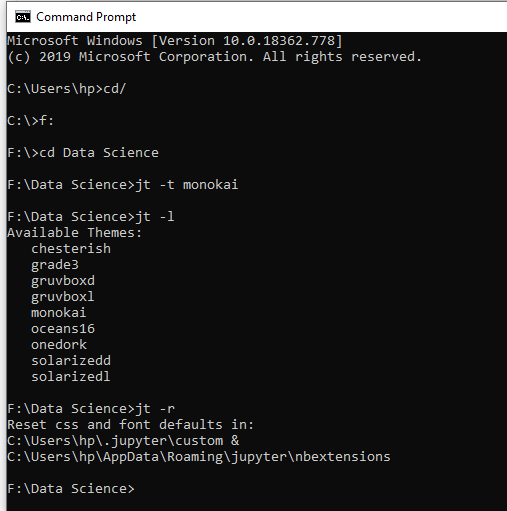 Command Prompt
Microsoft Windows [Version 10.0.18362.778]
(c) 2019 Microsoft Corporation. All rights reserved.
C:\Users\hp>cd/
C:\>f:
F:\>cd Data Science
F:\Data Science>jt -t monokai
F:\Data Science>jt -l
Available Themes:
chesterish
grade3
gruvboxd
gruvboxl
monokai
oceans16
onedork
solarizedd
solarizedl
F:\Data Science>jt -r
Reset css and font defaults in:
C:\Users\hp\.jupyter\custom &
C:\Users\hp\AppData\Roaming\jupyter\nbextensions
F:\Data Science>